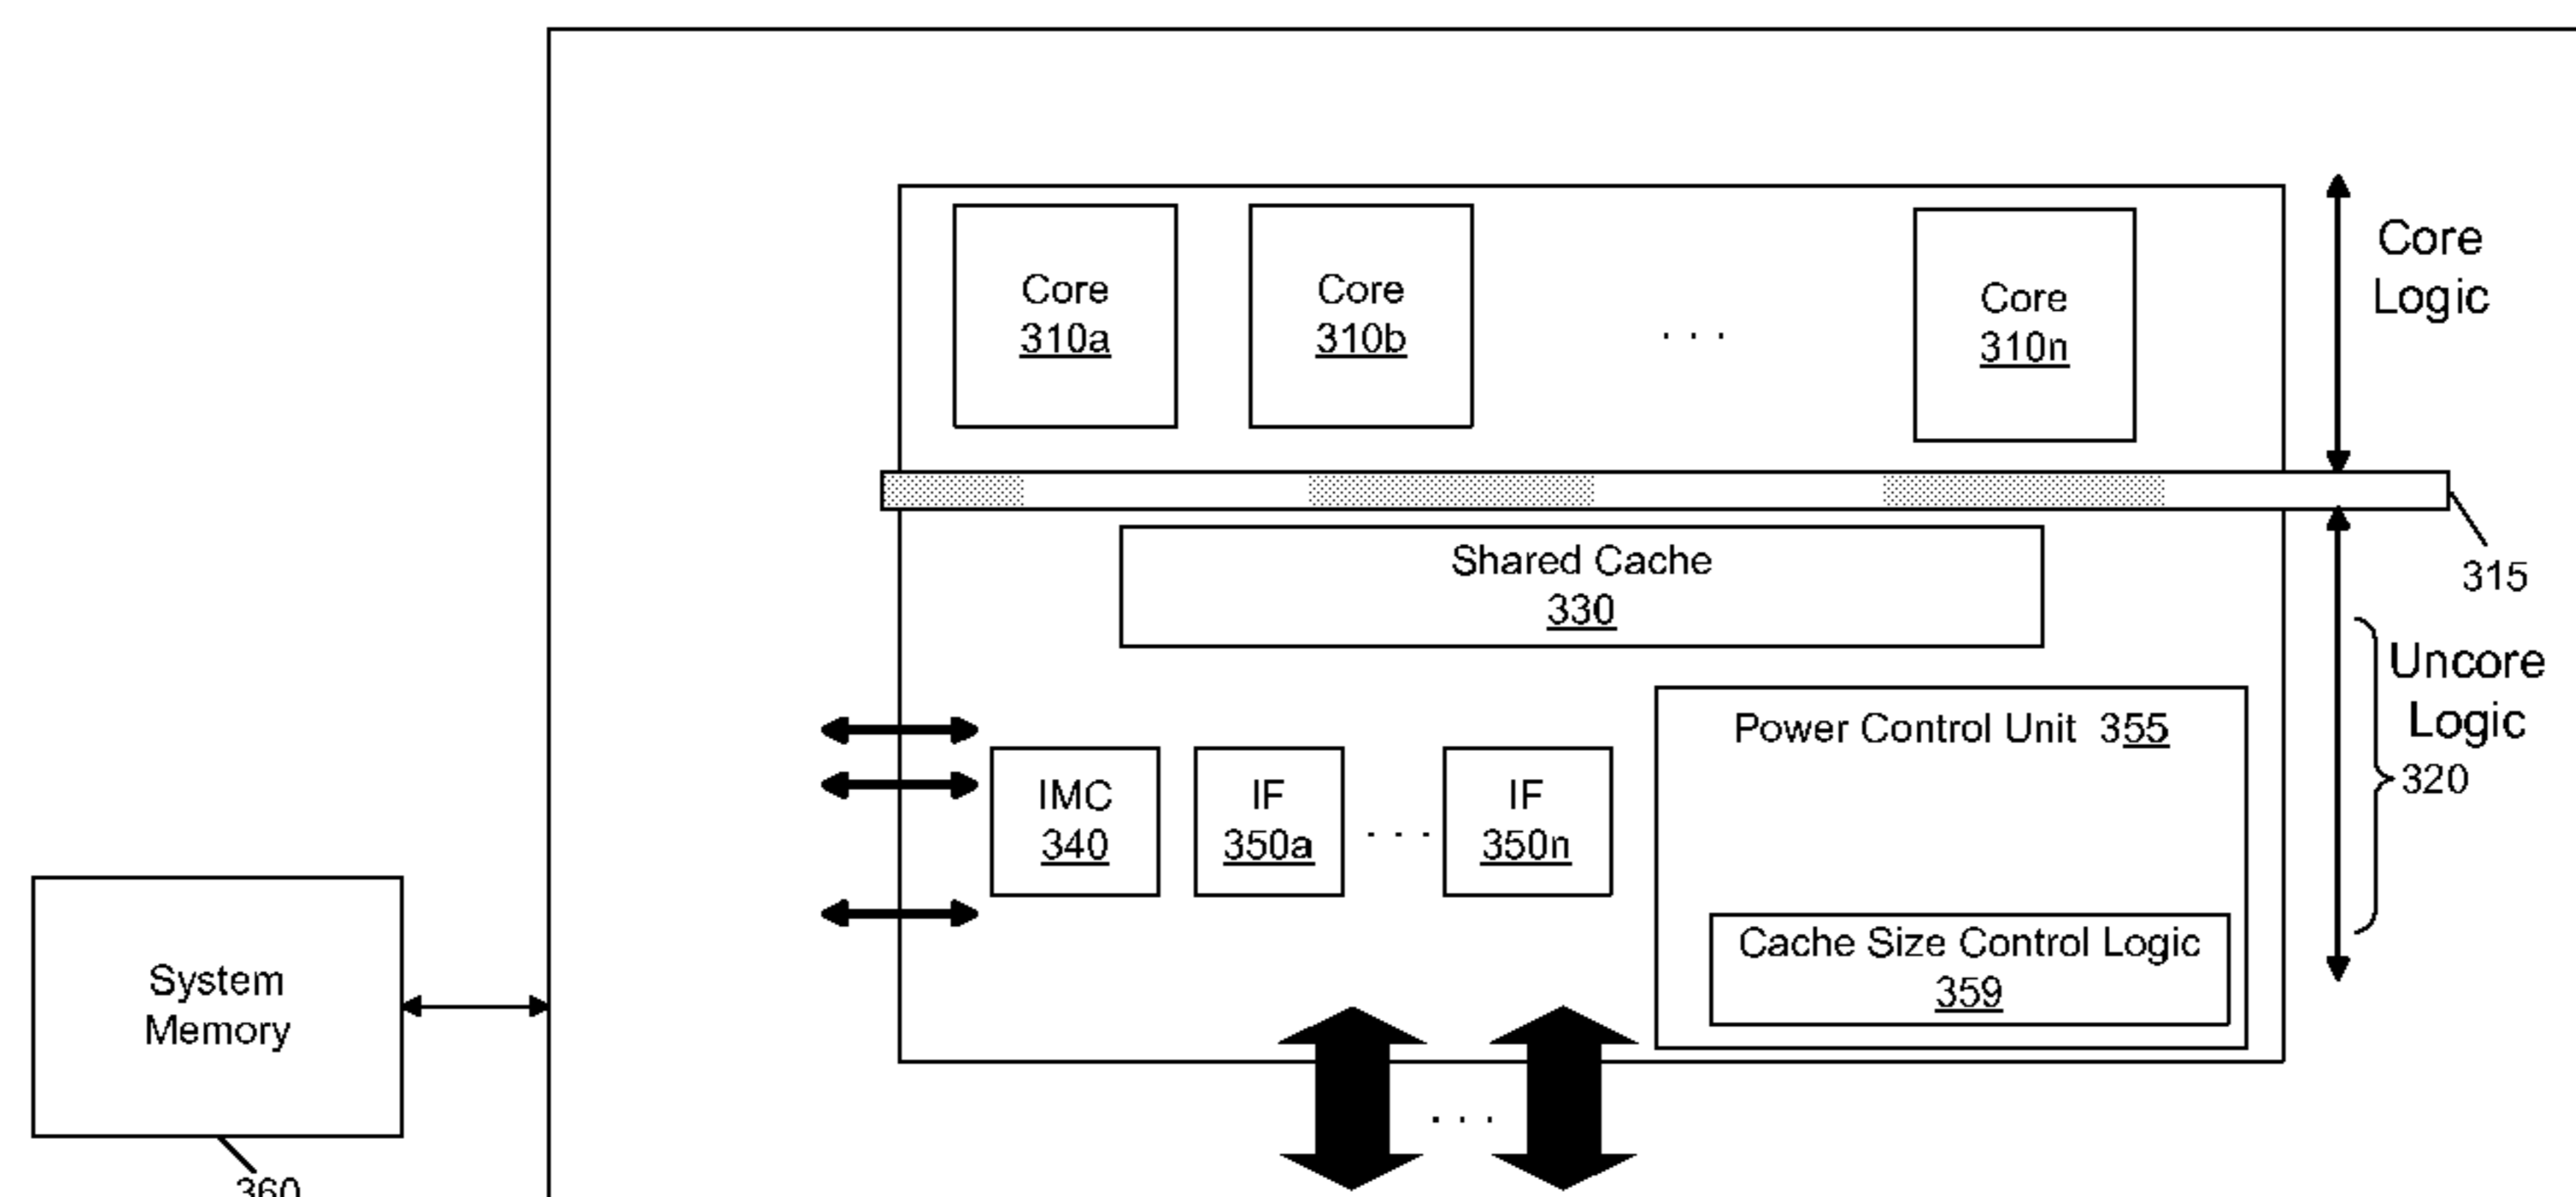 Core
310a
Core
310b
. . .
Core
310n
Core
Logic
315
Shared Cache
330
Uncore
Logic
320
Power Control Unit 355
IMC
340
IF
350a
. . .
IF
350n
Cache Size Control Logic
359
System
Memory
360
. . .